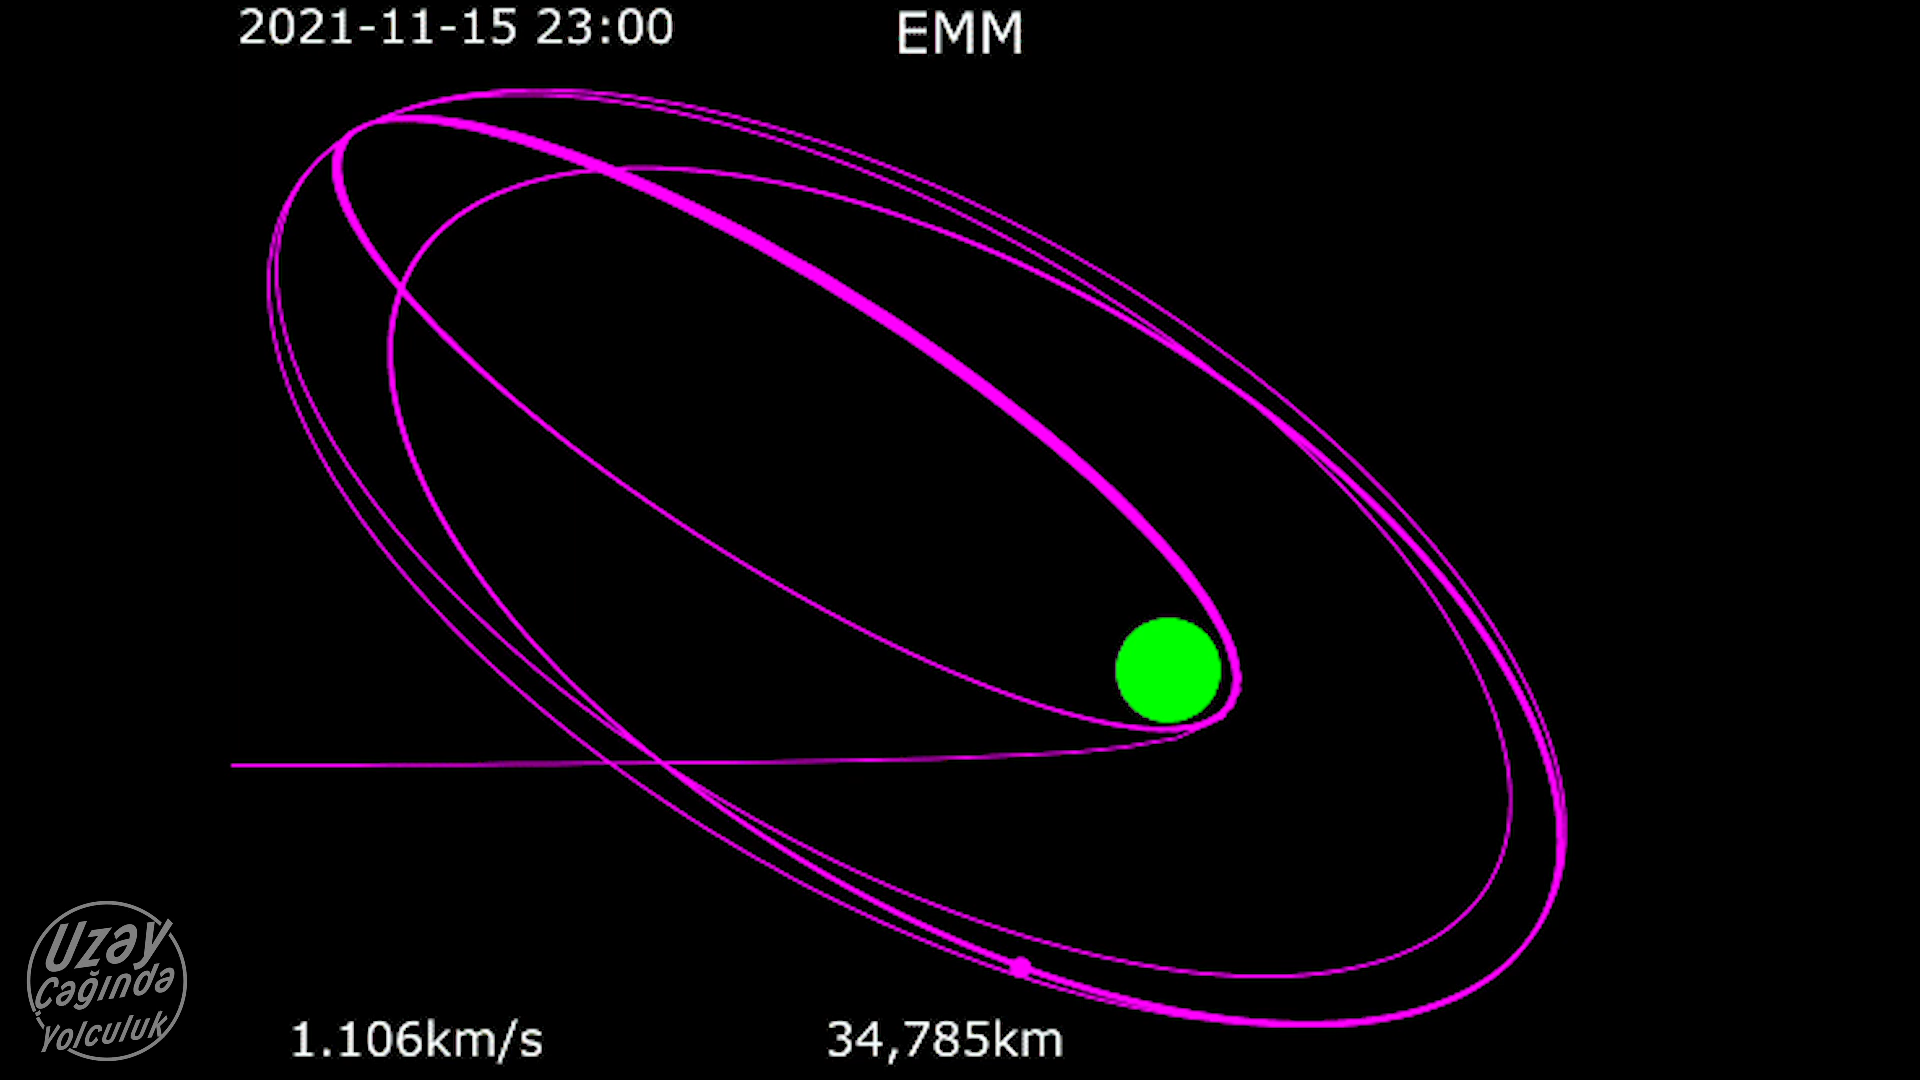 2021-11-15 23:00
EMM
1.106km/s
34,785km
Uzay
Çağında
Yolculuk